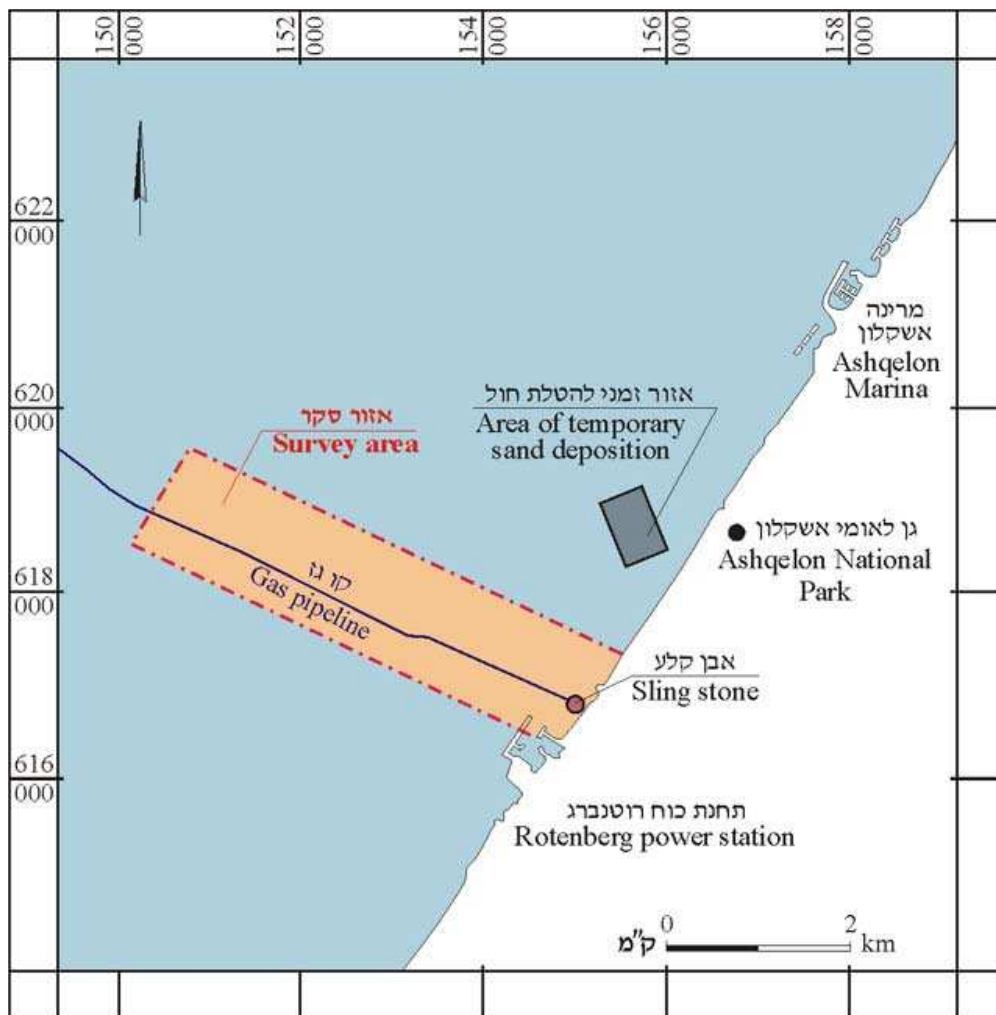 150
000
152
000
154
000
156
000
158
000
622
000
620
000
618
000
616
000
מרינה
אשקלון
Ashqelon
Marina
אזור זמני להטלת חול
Area of temporary
sand deposition
אזור סקר
Survey area
גן לאומי אשקלון
Ashqelon National
Park
קו גז
Gas pipeline
אבן קלע
Sling stone
תחנת כוח רוטנברג
Rotenberg power station
0
2
ק"מ
km